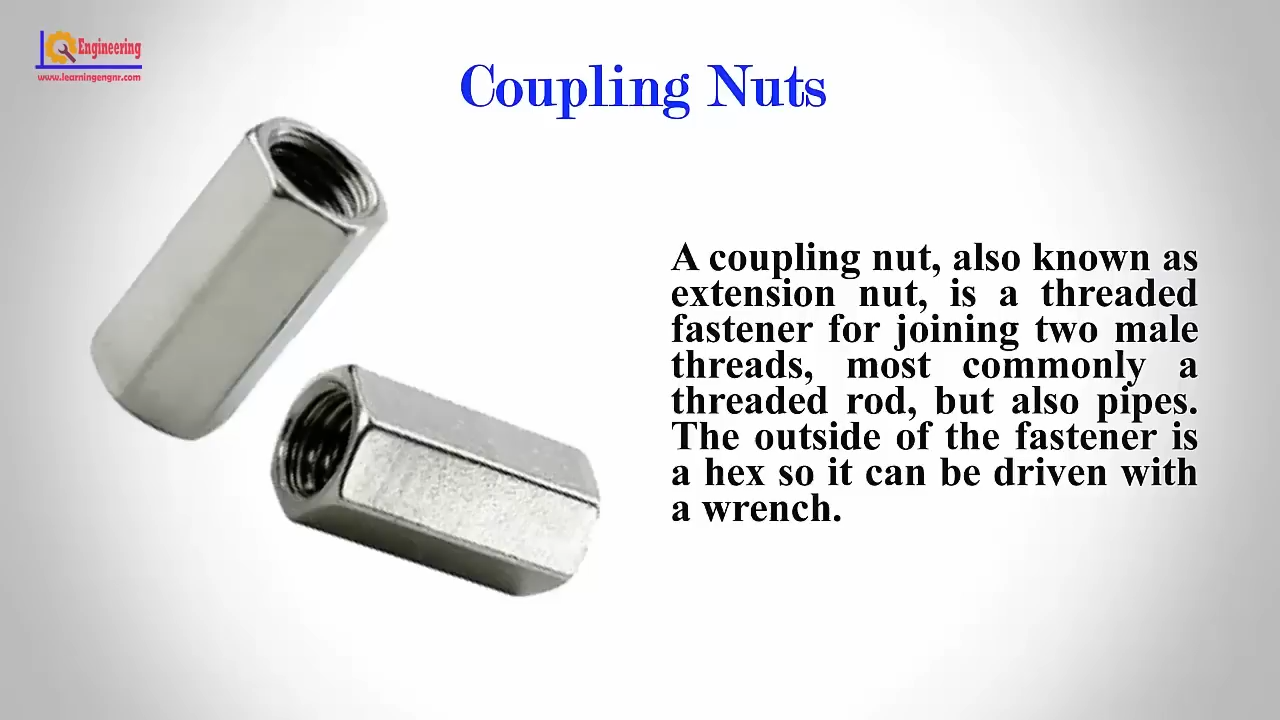 Engineering
www.learningengnr.com
Coupling Nuts
A coupling nut, also known as
extension nut, is a threaded
fastener for joining two male
threads, most commonly a
threaded rod, but also pipes.
The outside of the fastener is
a hex so it can be driven with
a wrench.